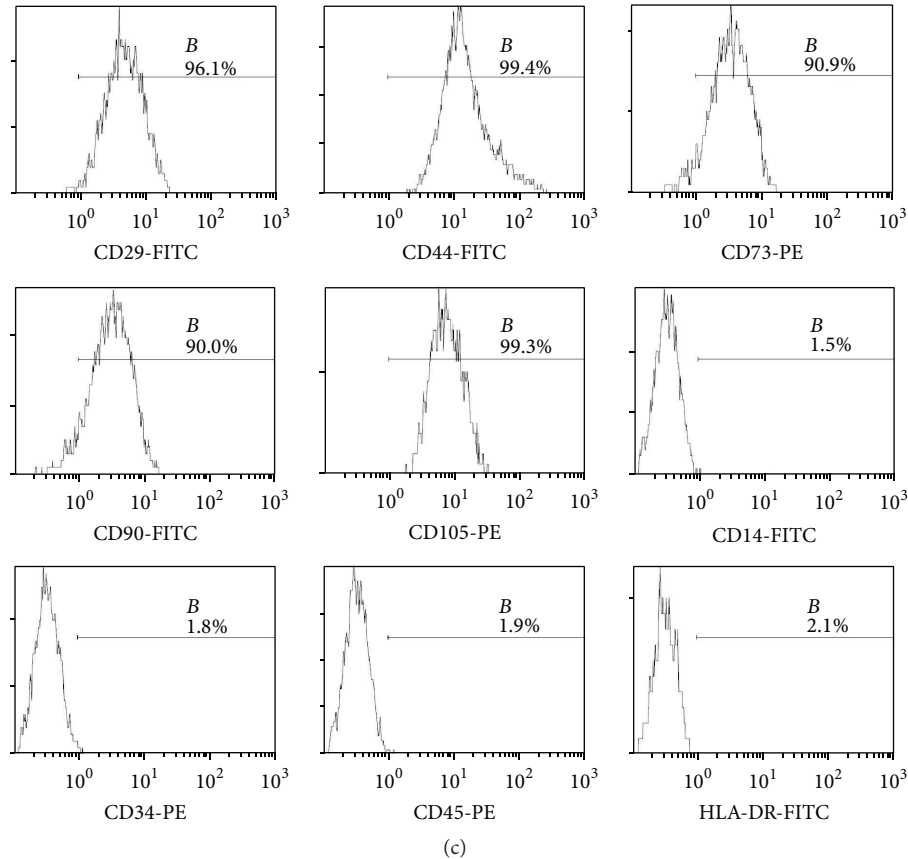 B
96.1%
10^0 10^1 10^2 10^3
CD29-FITC
B
99.4%
10^0 10^1 10^2 10^3
CD44-FITC
B
90.9%
10^0 10^1 10^2 10^3
CD73-PE
B
90.0%
10^0 10^1 10^2 10^3
CD90-FITC
B
99.3%
10^0 10^1 10^2 10^3
CD105-PE
B
1.5%
10^0 10^1 10^2 10^3
CD14-FITC
B
1.8%
10^0 10^1 10^2 10^3
CD34-PE
B
1.9%
10^0 10^1 10^2 10^3
CD45-PE
B
2.1%
10^0 10^1 10^2 10^3
HLA-DR-FITC
(c)